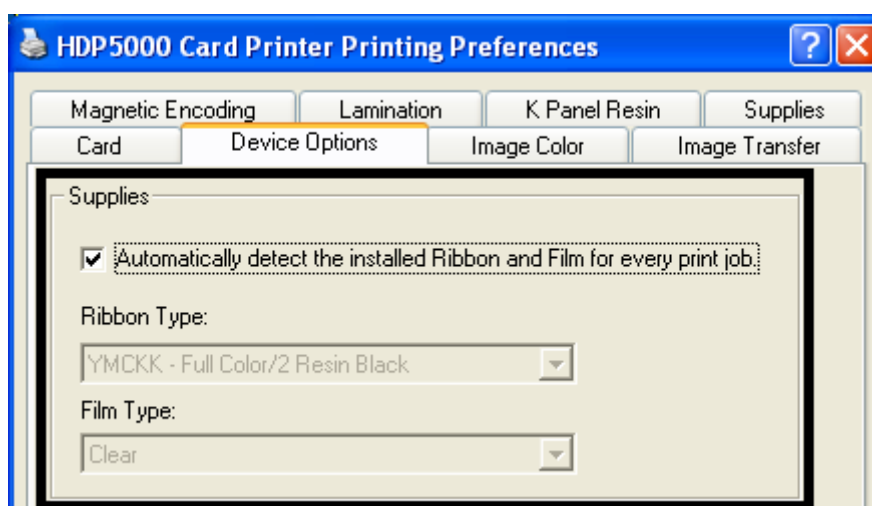 HDP5000 Card Printer Printing Preferences
Magnetic Encoding Lamination K Panel Resin Supplies
Card Device Options Image Color Image Transfer
Supplies
Automatically detect the installed Ribbon and Film for every print job.
Ribbon Type:
YMCKK - Full Color/2 Resin Black
Film Type:
Clear